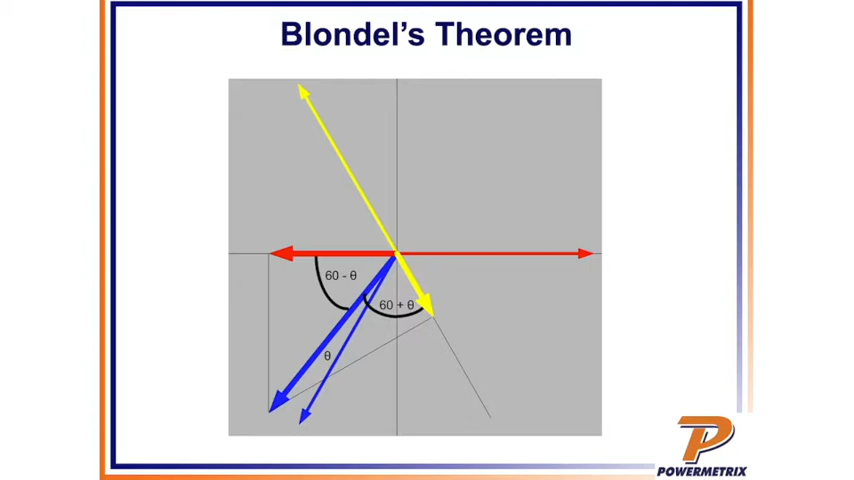 Blondel's Theorem
60 - θ
60 + θ
θ
P
POWERMETRIX